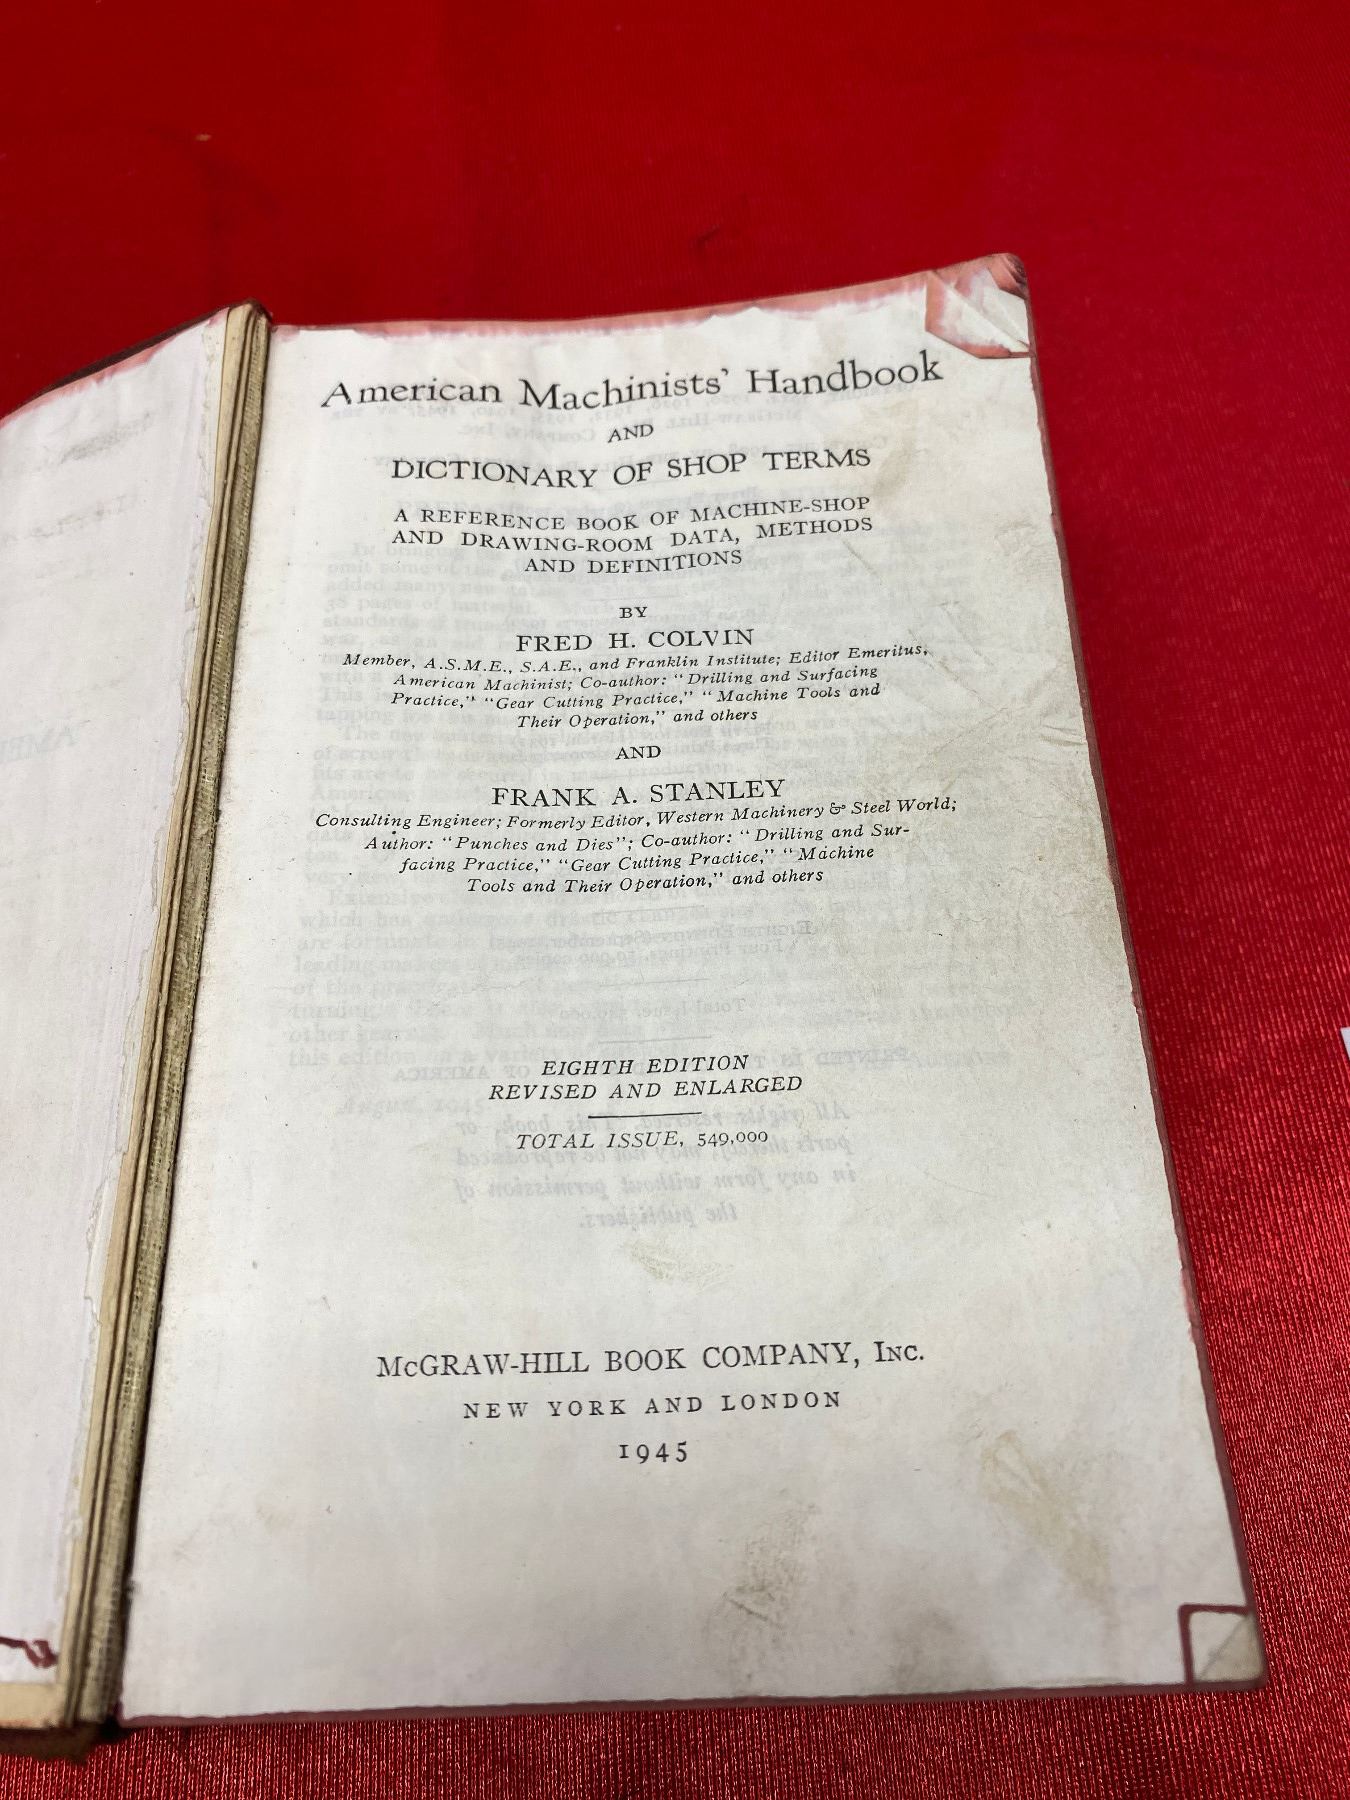 American Machinists' Handbook
AND
DICTIONARY OF SHOP TERMS
A REFERENCE BOOK OF MACHINE-SHOP
AND DRAWING-ROOM DATA, METHODS
AND DEFINITIONS
BY
FRED H. COLVIN
Member, A.S.M.E., S.A.E., and Franklin Institute; Editor Emeritus,
American Machinist; Co-author: "Drilling and Surfacing
Practice," "Gear Cutting Practice," "Machine Tools and
Their Operation," and others
AND
FRANK A. STANLEY
Consulting Engineer; Formerly Editor, Western Machinery & Steel World;
Author: "Punches and Dies"; Co-author: "Drilling and Sur-
facing Practice," "Gear Cutting Practice," "Machine
Tools and Their Operation," and others
EIGHTH EDITION
REVISED AND ENLARGED
TOTAL ISSUE, 549,000
McGRAW-HILL BOOK COMPANY, INC.
NEW YORK AND LONDON
1945